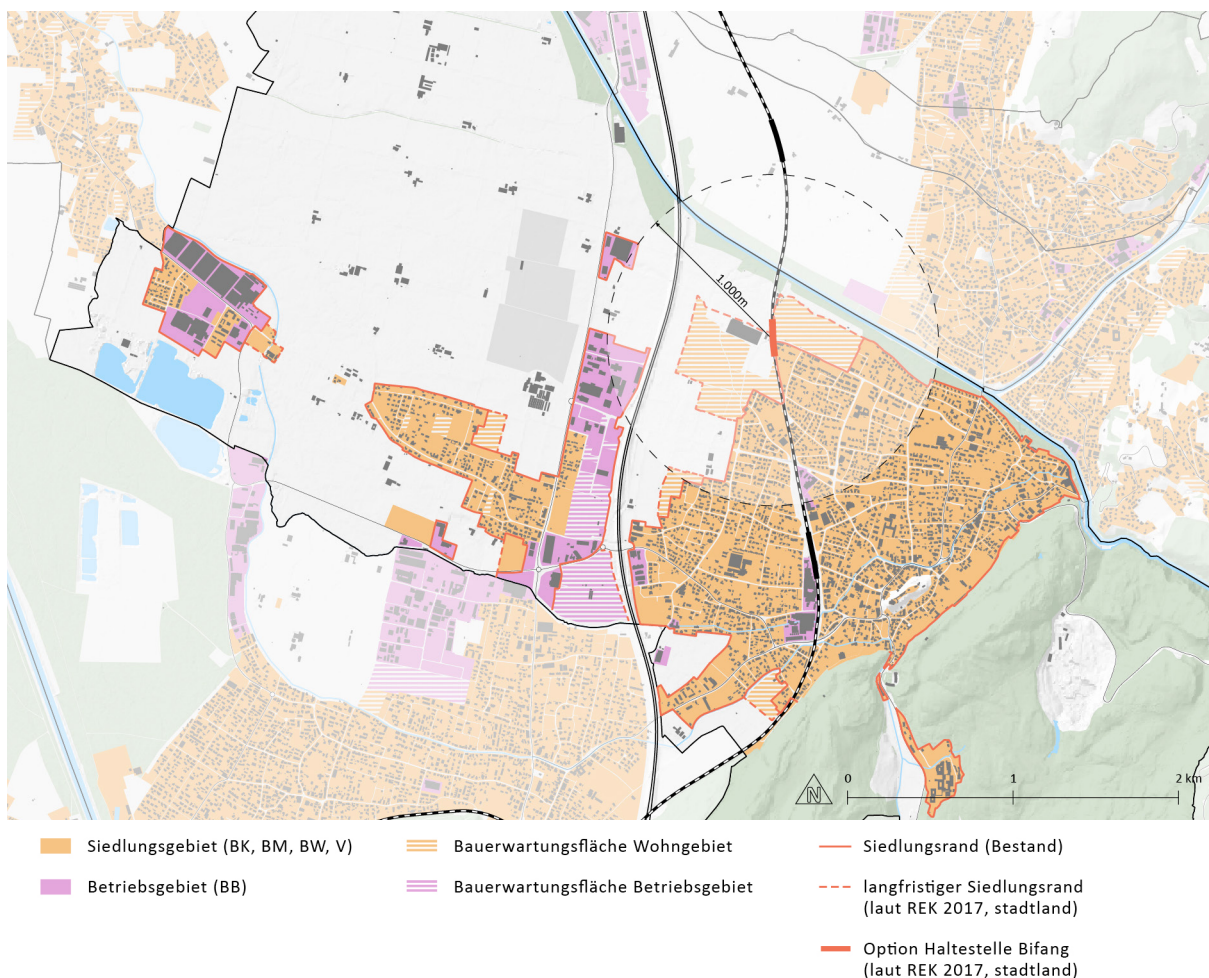 1.000m
N
0
1
2 km
Siedlungsgebiet (BK, BM, BW, V)
Betriebsgebiet (BB)
Bauerwartungsfläche Wohngebiet
Bauerwartungsfläche Betriebsgebiet
Siedlungsrand (Bestand)
langfristiger Siedlungsrand
(laut REK 2017, stadtland)
Option Haltestelle Bifang
(laut REK 2017, stadtland)